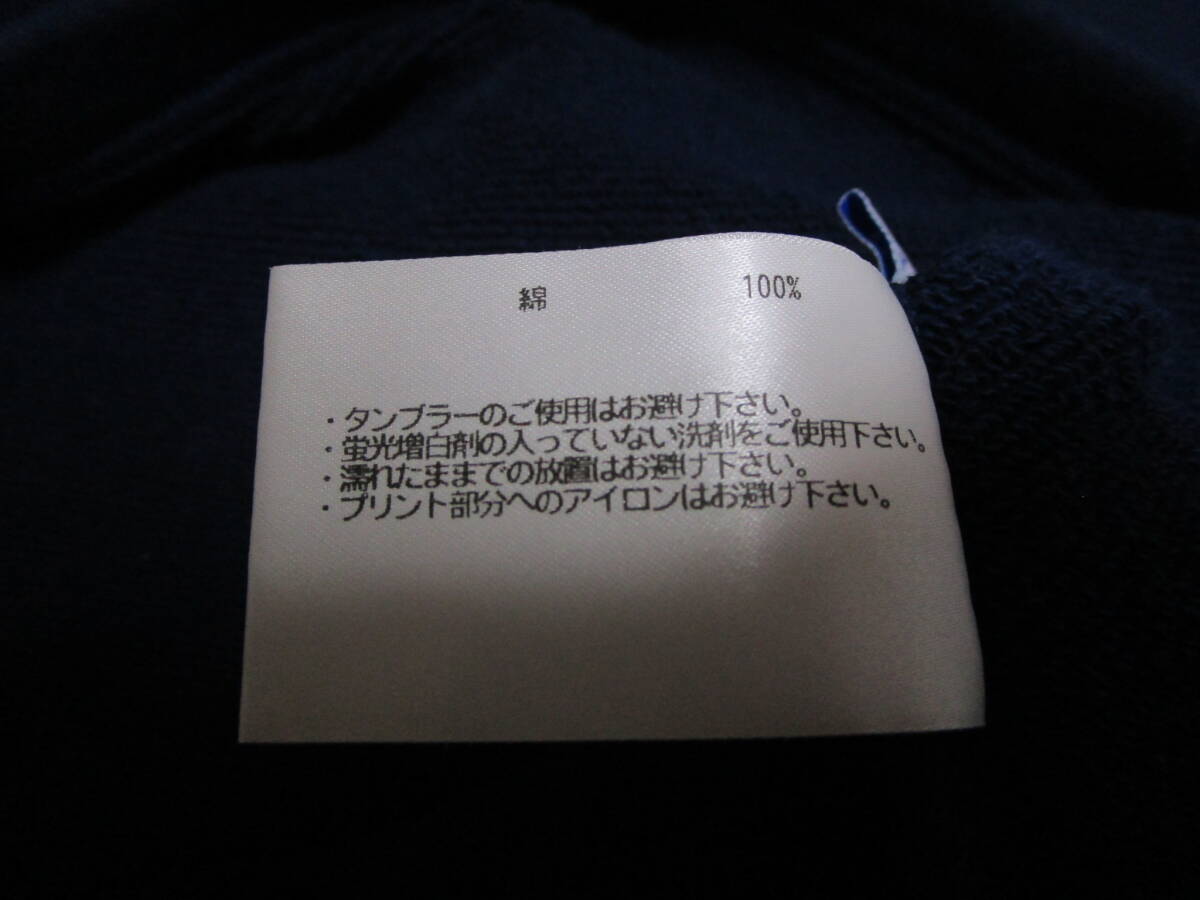 綿 100%
・タンブラーのご使用はお避け下さい。
・蛍光増白剤の入っていない洗剤をご使用下さい。
・濡れたままでの放置はお避け下さい。
・プリント部分へのアイロンはお避け下さい。